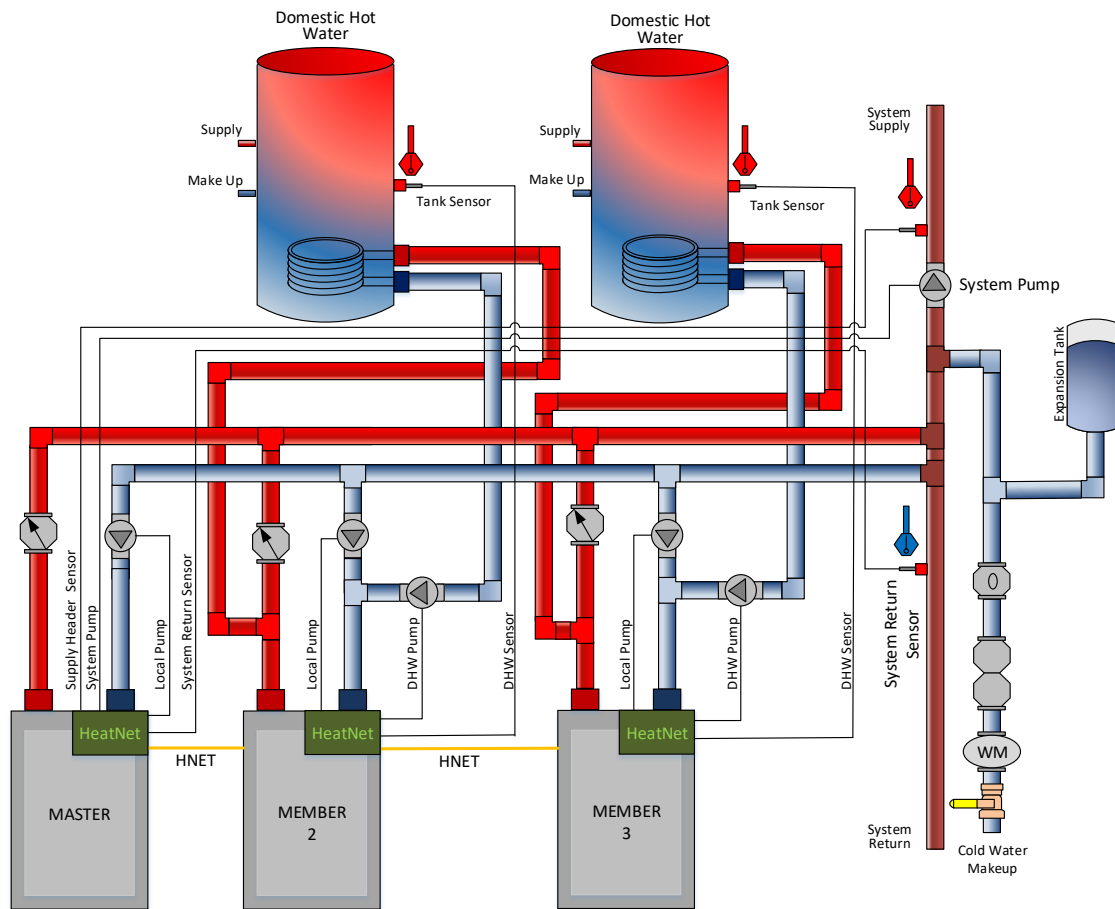 Domestic Hot
Water
Domestic Hot
Water
Supply
Make Up
Tank Sensor
Supply
Make Up
Tank Sensor
System
Supply
System Pump
Expansion Tank
Supply Header Sensor
System Pump
Local Pump
System Return Sensor
Local Pump
DHW Pump
DHW Sensor
Local Pump
DHW Pump
DHW Sensor
System Return
Sensor
0
WM
HeatNet
HNET
HeatNet
HNET
HeatNet
MASTER
MEMBER
2
MEMBER
3
System
Return
Cold Water
Makeup